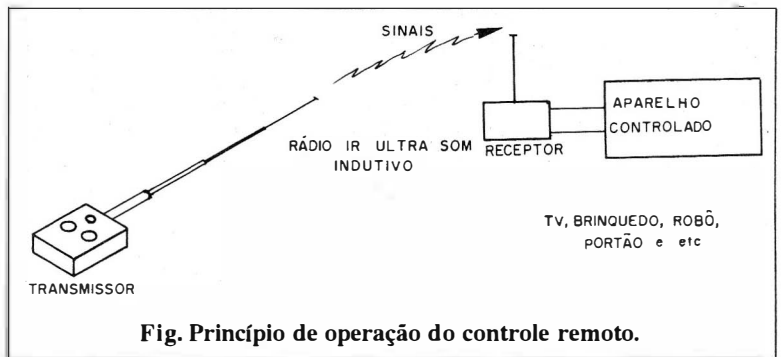 SINAIS
RÁDIO IR ULTRA SOM
INDUTIVO
RECEPTOR
APARELHO
CONTROLADO
TV, BRINQUEDO, ROBÔ,
PORTÃO e etc
TRANSMISSOR
Fig. Princípio de operação do controle remoto.